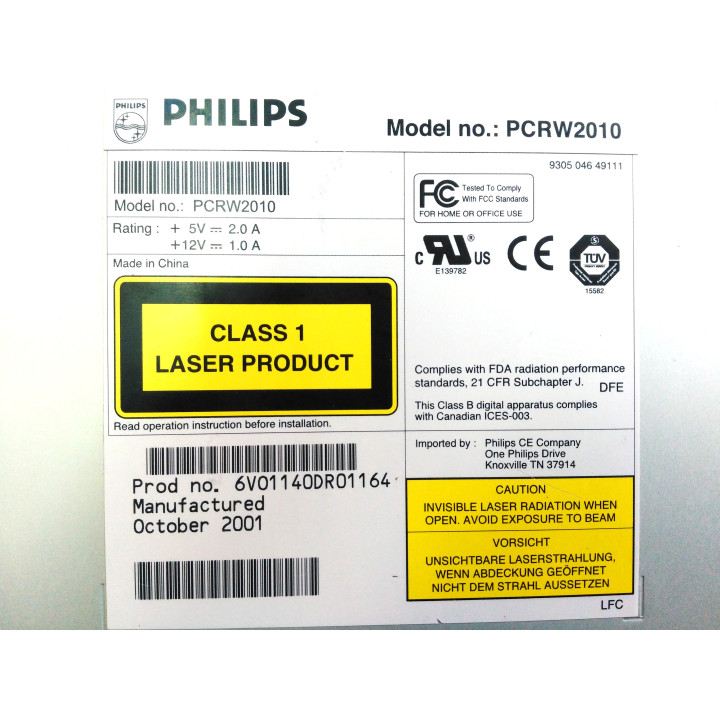 PHILIPS
PHILIPS
Model no.: PCRW2010
Model no.: PCRW2010
Rating : + 5V ⎓ 2.0 A
+12V ⎓ 1.0 A
Made in China
CLASS 1
LASER PRODUCT
Read operation instruction before installation.
Prod no. 6V01140DR01164
Manufactured
October 2001
9305 046 49111
FC Tested To Comply
With FCC Standards
FOR HOME OR OFFICE USE
c RU ® US
E139782
CE
TÜV
15582
Complies with FDA radiation performance
standards, 21 CFR Subchapter J. DFE
This Class B digital apparatus complies
with Canadian ICES-003.
Imported by : Philips CE Company
One Philips Drive
Knoxville TN 37914
CAUTION
INVISIBLE LASER RADIATION WHEN
OPEN. AVOID EXPOSURE TO BEAM
VORSICHT
UNSICHTBARE LASERSTRAHLUNG,
WENN ABDECKUNG GEÖFFNET
NICHT DEM STRAHL AUSSETZEN
LFC